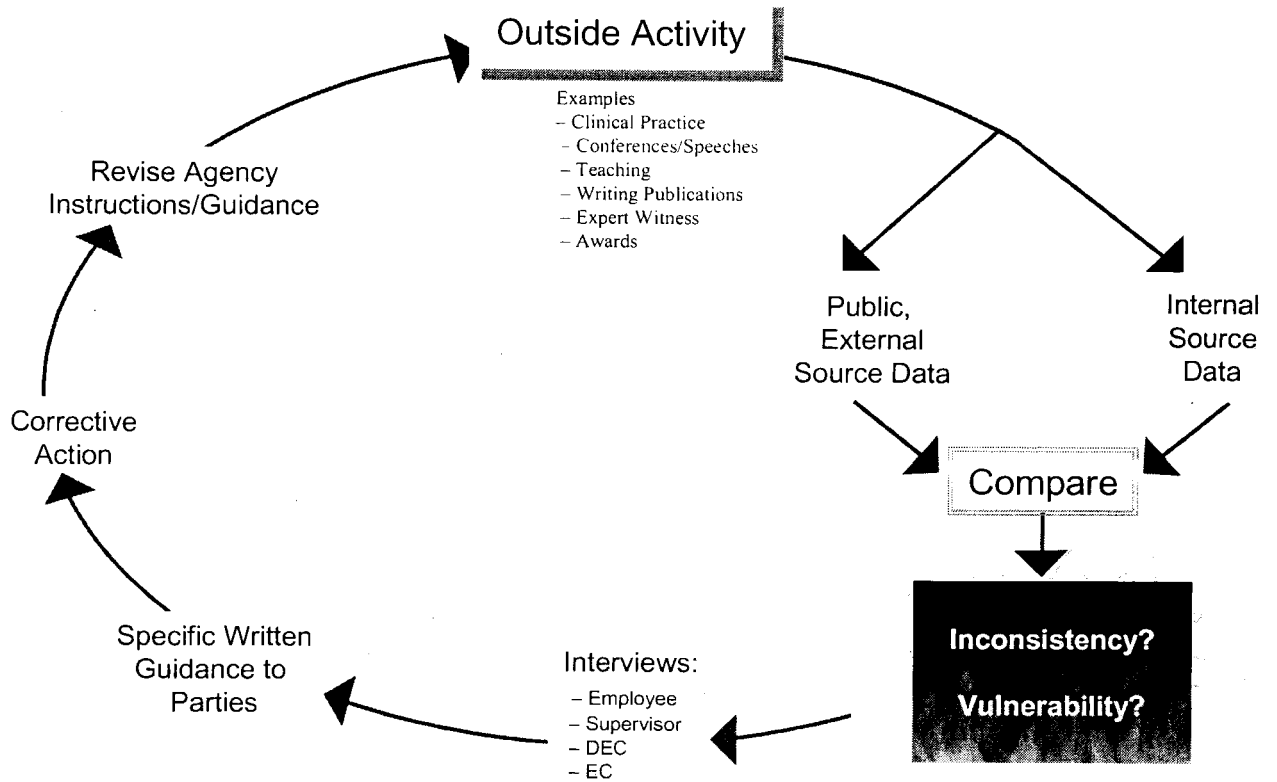 Outside Activity
Examples
– Clinical Practice
– Conferences/Speeches
– Teaching
– Writing Publications
– Expert Witness
– Awards
Public,
External
Source Data
Internal
Source
Data
Compare
Inconsistency?
Vulnerability?
Interviews:
– Employee
– Supervisor
– DEC
– EC
Specific Written
Guidance to
Parties
Corrective
Action
Revise Agency
Instructions/Guidance